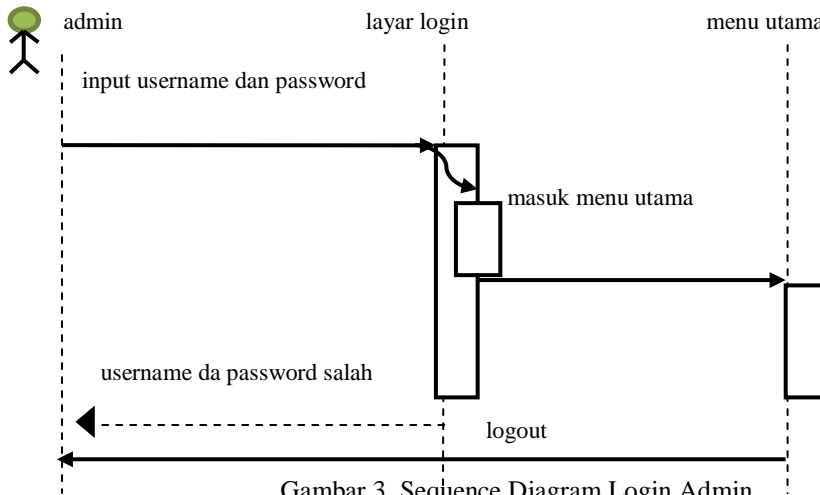 admin
layar login
menu utama
input username dan password
masuk menu utama
username da password salah
logout
Gambar 3. Sequence Diagram Login Admin